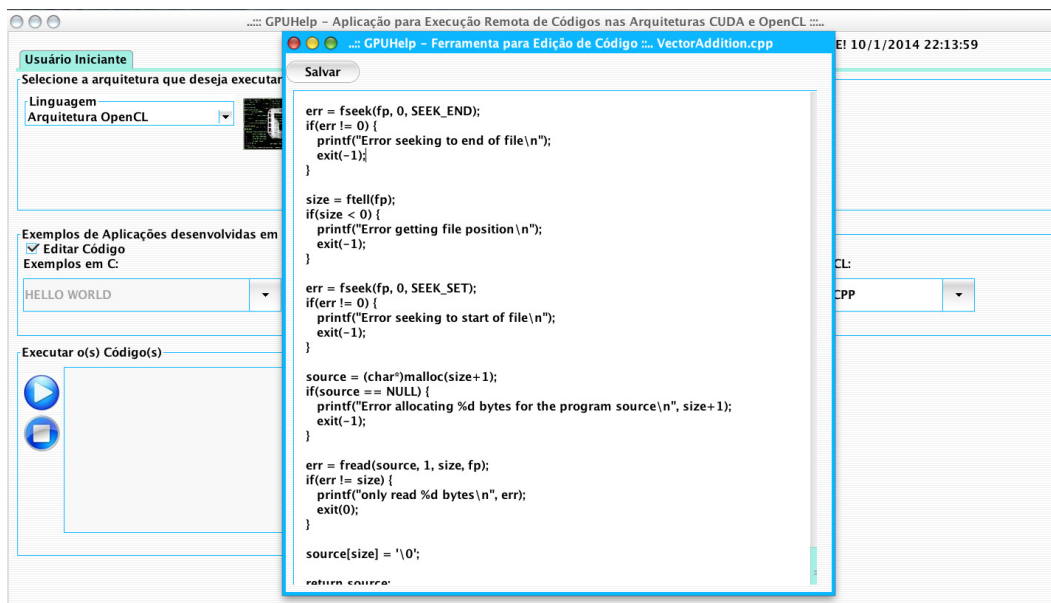 ..::: GPUHelp - Aplicação para Execução Remota de Códigos nas Arquiteturas CUDA e OpenCL :::..
..:: GPUHelp - Ferramenta para Edição de Código ::.. VectorAddition.cpp
E! 10/1/2014 22:13:59
Usuário Iniciante
Selecione a arquitetura que deseja executar
Linguagem
Arquitetura OpenCL
Exemplos de Aplicações desenvolvidas em
Editar Código
Exemplos em C:
HELLO WORLD
CL:
CPP
Executar o(s) Código(s)
Salvar
err = fseek(fp, 0, SEEK_END);
if(err != 0) {
printf("Error seeking to end of file\n");
exit(-1);
}
size = ftell(fp);
if(size < 0) {
printf("Error getting file position\n");
exit(-1);
}
err = fseek(fp, 0, SEEK_SET);
if(err != 0) {
printf("Error seeking to start of file\n");
exit(-1);
}
source = (char*)malloc(size+1);
if(source == NULL) {
printf("Error allocating %d bytes for the program source\n", size+1);
exit(-1);
}
err = fread(source, 1, size, fp);
if(err != size) {
printf("only read %d bytes\n", err);
exit(0);
}
source[size] = '\0';
return source;